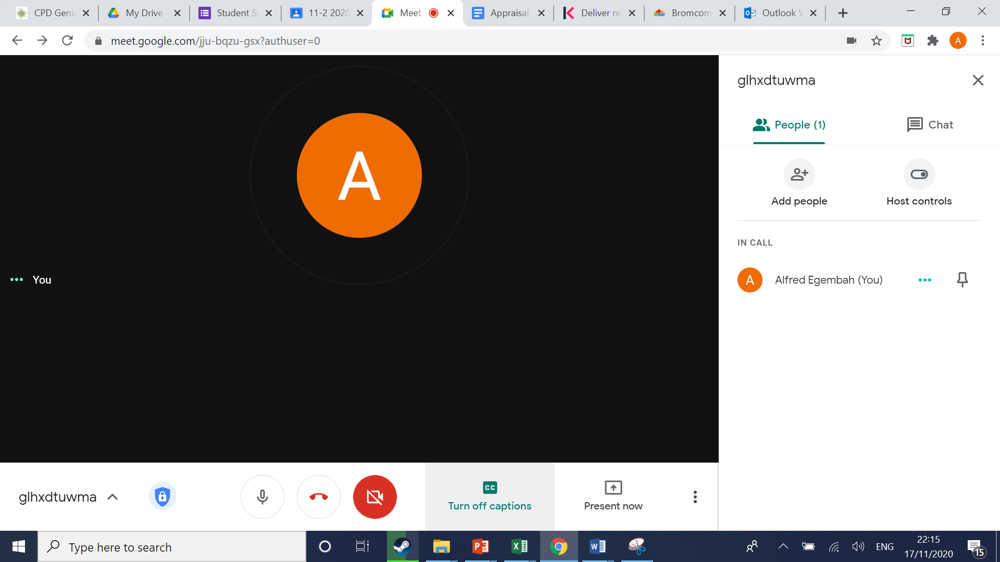 CPD Genie
My Drive
Student Su
11-2 2020
Meet
Appraisal
Deliver re
Bromcom
Outlook W
meet.google.com/jju-bqzu-gsx?authuser=0
A
A
glhxdtuwma
People (1)
Chat
Add people
Host controls
IN CALL
A
Alfred Egembah (You)
You
glhxdtuwma
CC
Turn off captions
Present now
Type here to search
ENG
22:15
17/11/2020
15